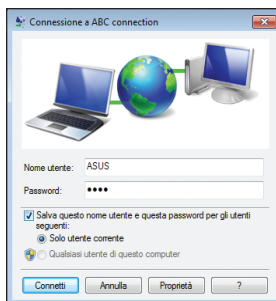 Connessione a ABC connection
Nome utente: ASUS
Password: ••••
Salva questo nome utente e questa password per gli utenti
seguenti:
Solo utente corrente
Qualsiasi utente di questo computer
Connetti Annulla Proprietà ?